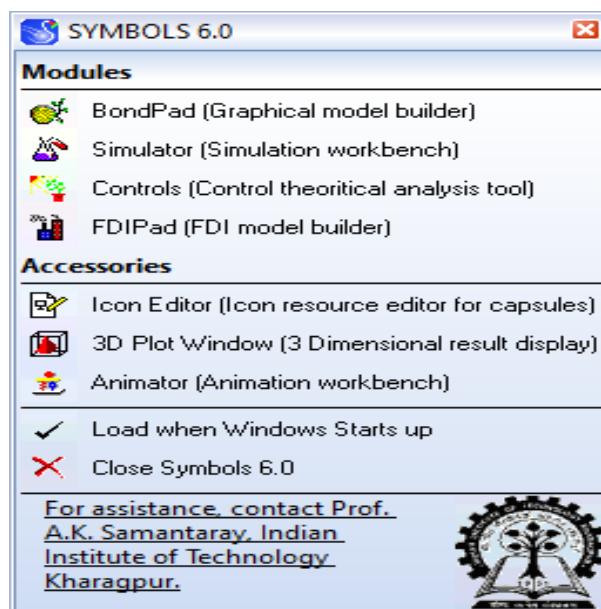 SYMBOLS 6.0
Modules
BondPad (Graphical model builder)
Simulator (Simulation workbench)
Controls (Control theoritical analysis tool)
FDIPad (FDI model builder)
Accessories
Icon Editor (Icon resource editor for capsules)
3D Plot Window (3 Dimensional result display)
Animator (Animation workbench)
Load when Windows Starts up
Close Symbols 6.0
For assistance, contact Prof.
A.K. Samantaray, Indian
Institute of Technology
Kharagpur.